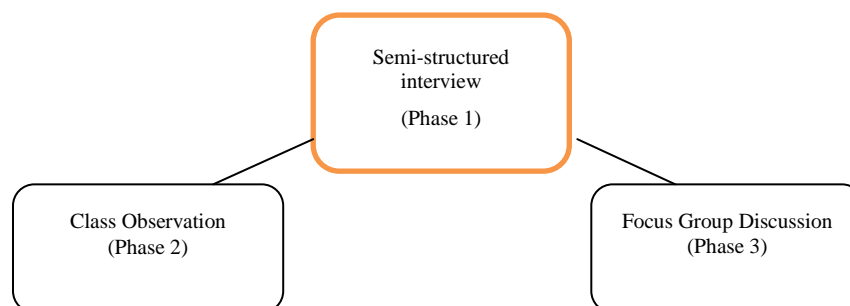 Semi-structured
interview
(Phase 1)
Class Observation
(Phase 2)
Focus Group Discussion
(Phase 3)